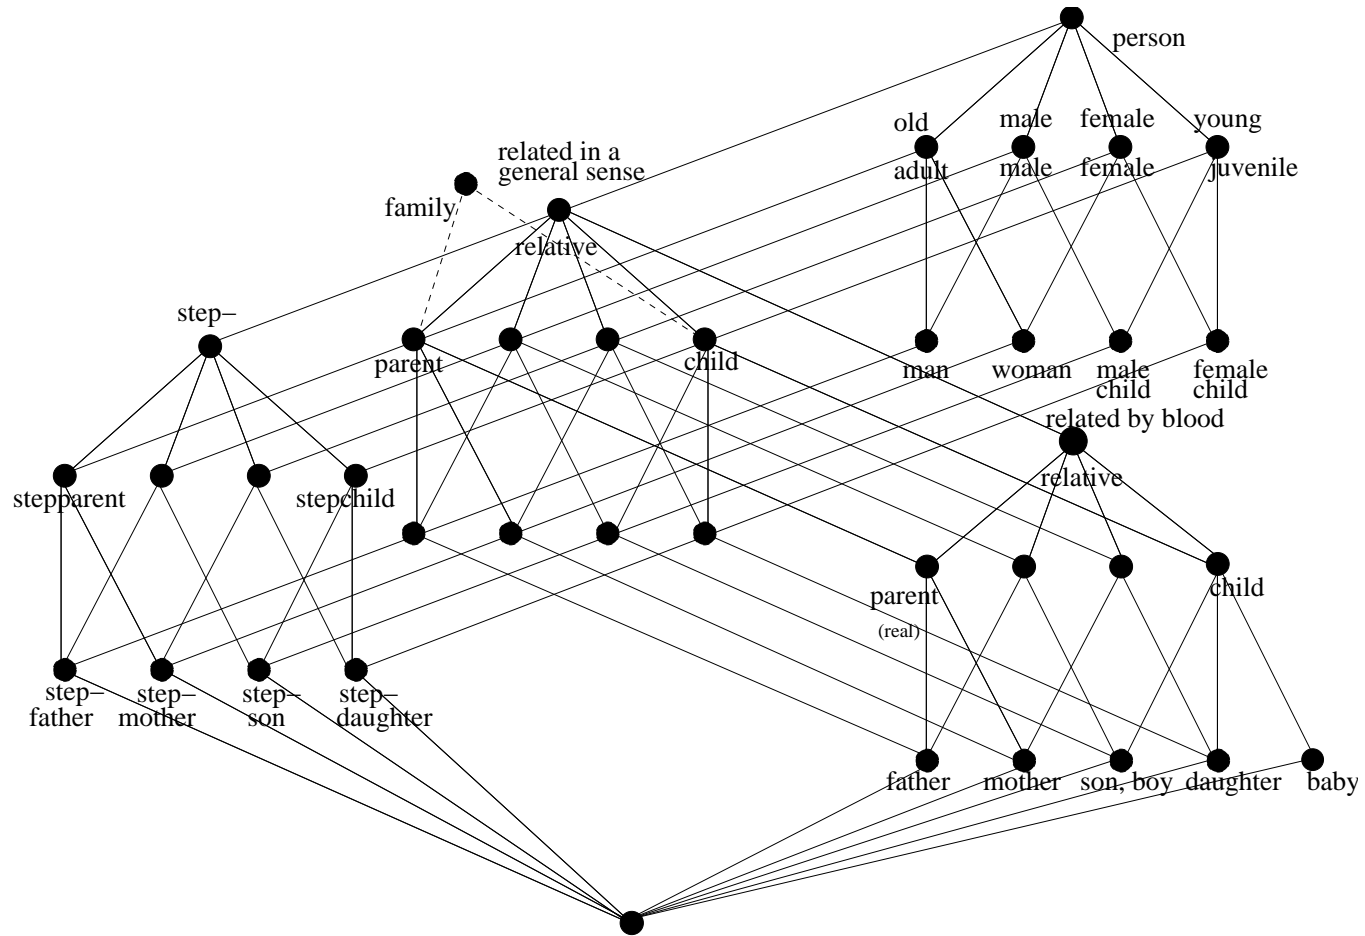 person
old
male
female
young
related in a
general sense
adult
male
female
juvenile
family
relative
step–
parent
child
man
woman
male
child
female
child
related by blood
relative
stepparent
stepchild
parent
(real)
child
step–
father
step–
mother
step–
son
step–
daughter
father
mother
son, boy
daughter
baby